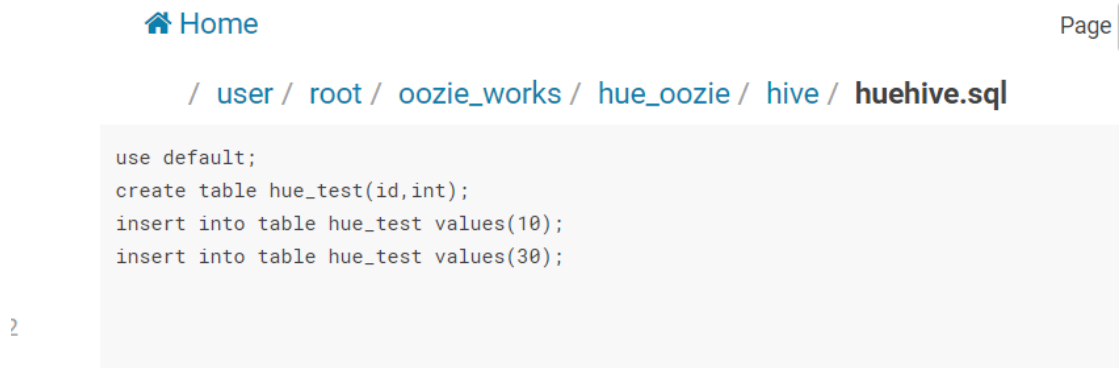 Home
Page
/ user / root / oozie_works / hue_oozie / hive / huehive.sql
use default;
create table hue_test(id,int);
insert into table hue_test values(10);
insert into table hue_test values(30);
2